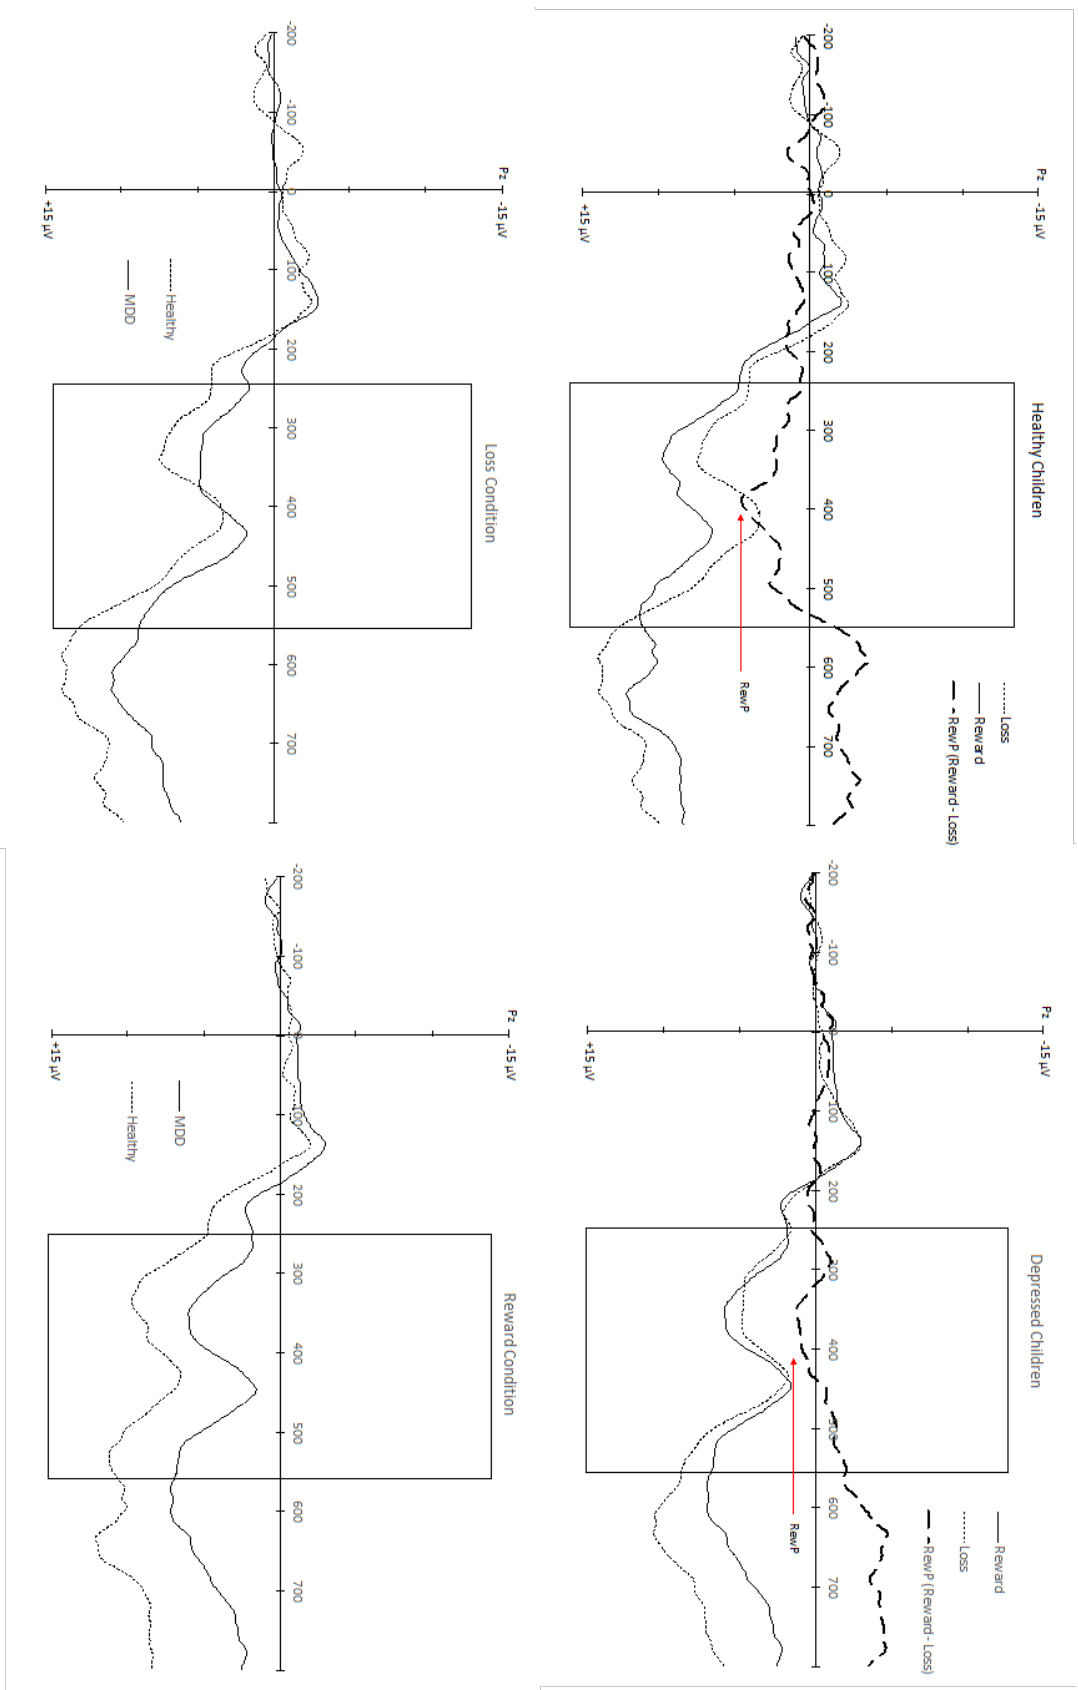 Healthy Children
Pz
-15 µV
Loss
Reward
RewP (Reward - Loss)
-200 -100 0 100 200 300 400 500 600 700
RewP
+15 µV
Depressed Children
Pz
-15 µV
Reward
Loss
RewP (Reward - Loss)
-200 -100 0 100 200 300 400 500 600 700
RewP
+15 µV
Loss Condition
Pz
-15 µV
-200 -100 0 100 200 300 400 500 600 700
Healthy
MDD
+15 µV
Reward Condition
Pz
-15 µV
-200 -100 0 100 200 300 400 500 600 700
MDD
Healthy
+15 µV